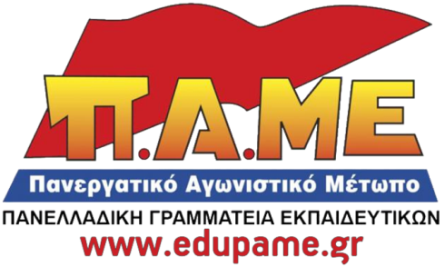 Π.Α.ΜΕ
Πανεργατικό Αγωνιστικό Μέτωπο
ΠΑΝΕΛΛΑΔΙΚΗ ΓΡΑΜΜΑΤΕΙΑ ΕΚΠΑΙΔΕΥΤΙΚΩΝ
www.edupame.gr